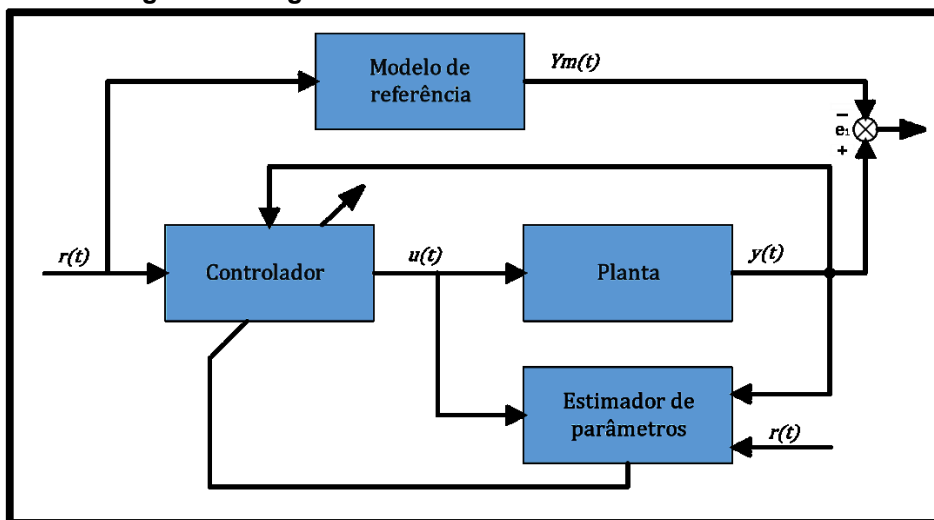 Modelo de
referência
Ym(t)
−
e₁
+
r(t)
Controlador
u(t)
Planta
y(t)
Estimador de
parâmetros
r(t)